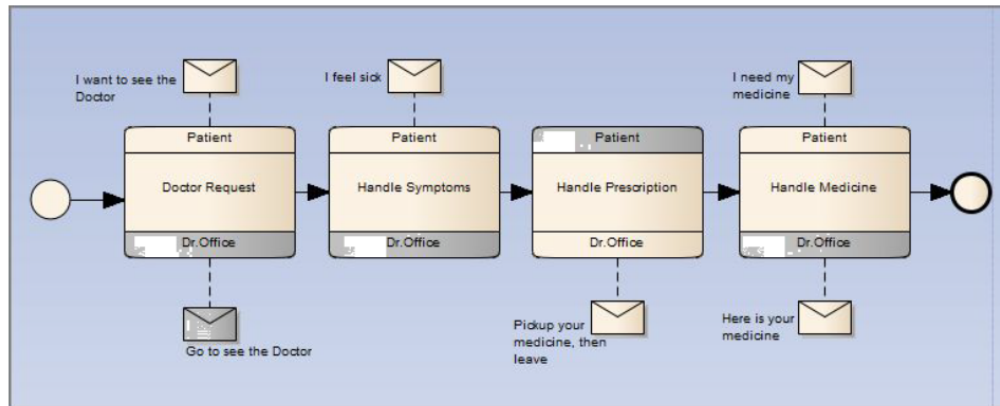 I want to see the
Doctor
I feel sick
I need my
medicine
Patient
Patient
Patient
Patient
Doctor Request
Handle Symptoms
Handle Prescription
Handle Medicine
Dr.Office
Dr.Office
Dr.Office
Dr.Office
Go to see the Doctor
Pickup your
medicine, then
leave
Here is your
medicine